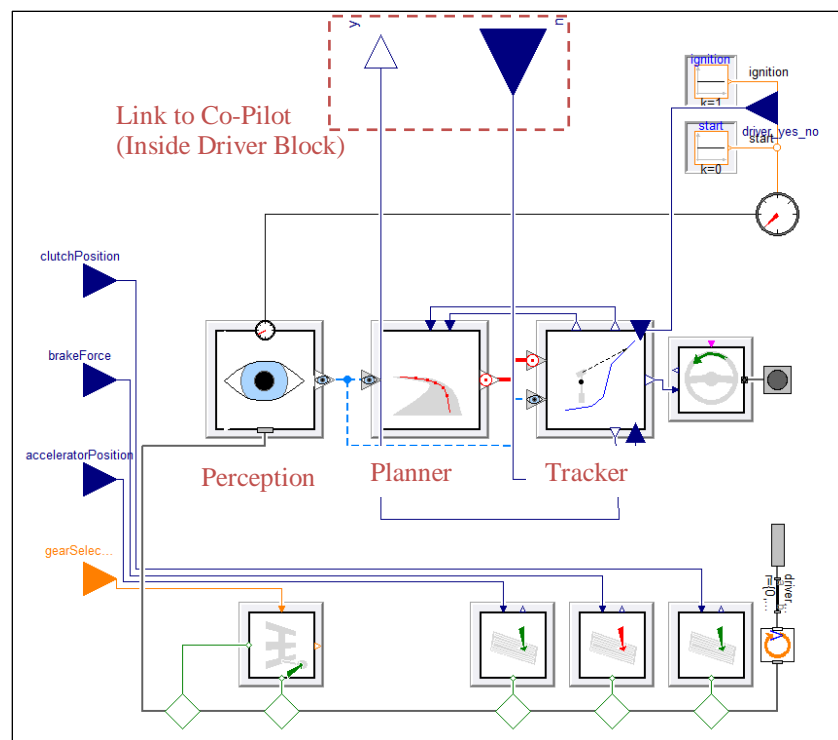 y
u
ignition
ignition
k=1
Link to Co-Pilot
(Inside Driver Block)
start
driver_yes_no
start
k=0
clutchPosition
brakeForce
acceleratorPosition
Perception
Planner
Tracker
gearSelec...